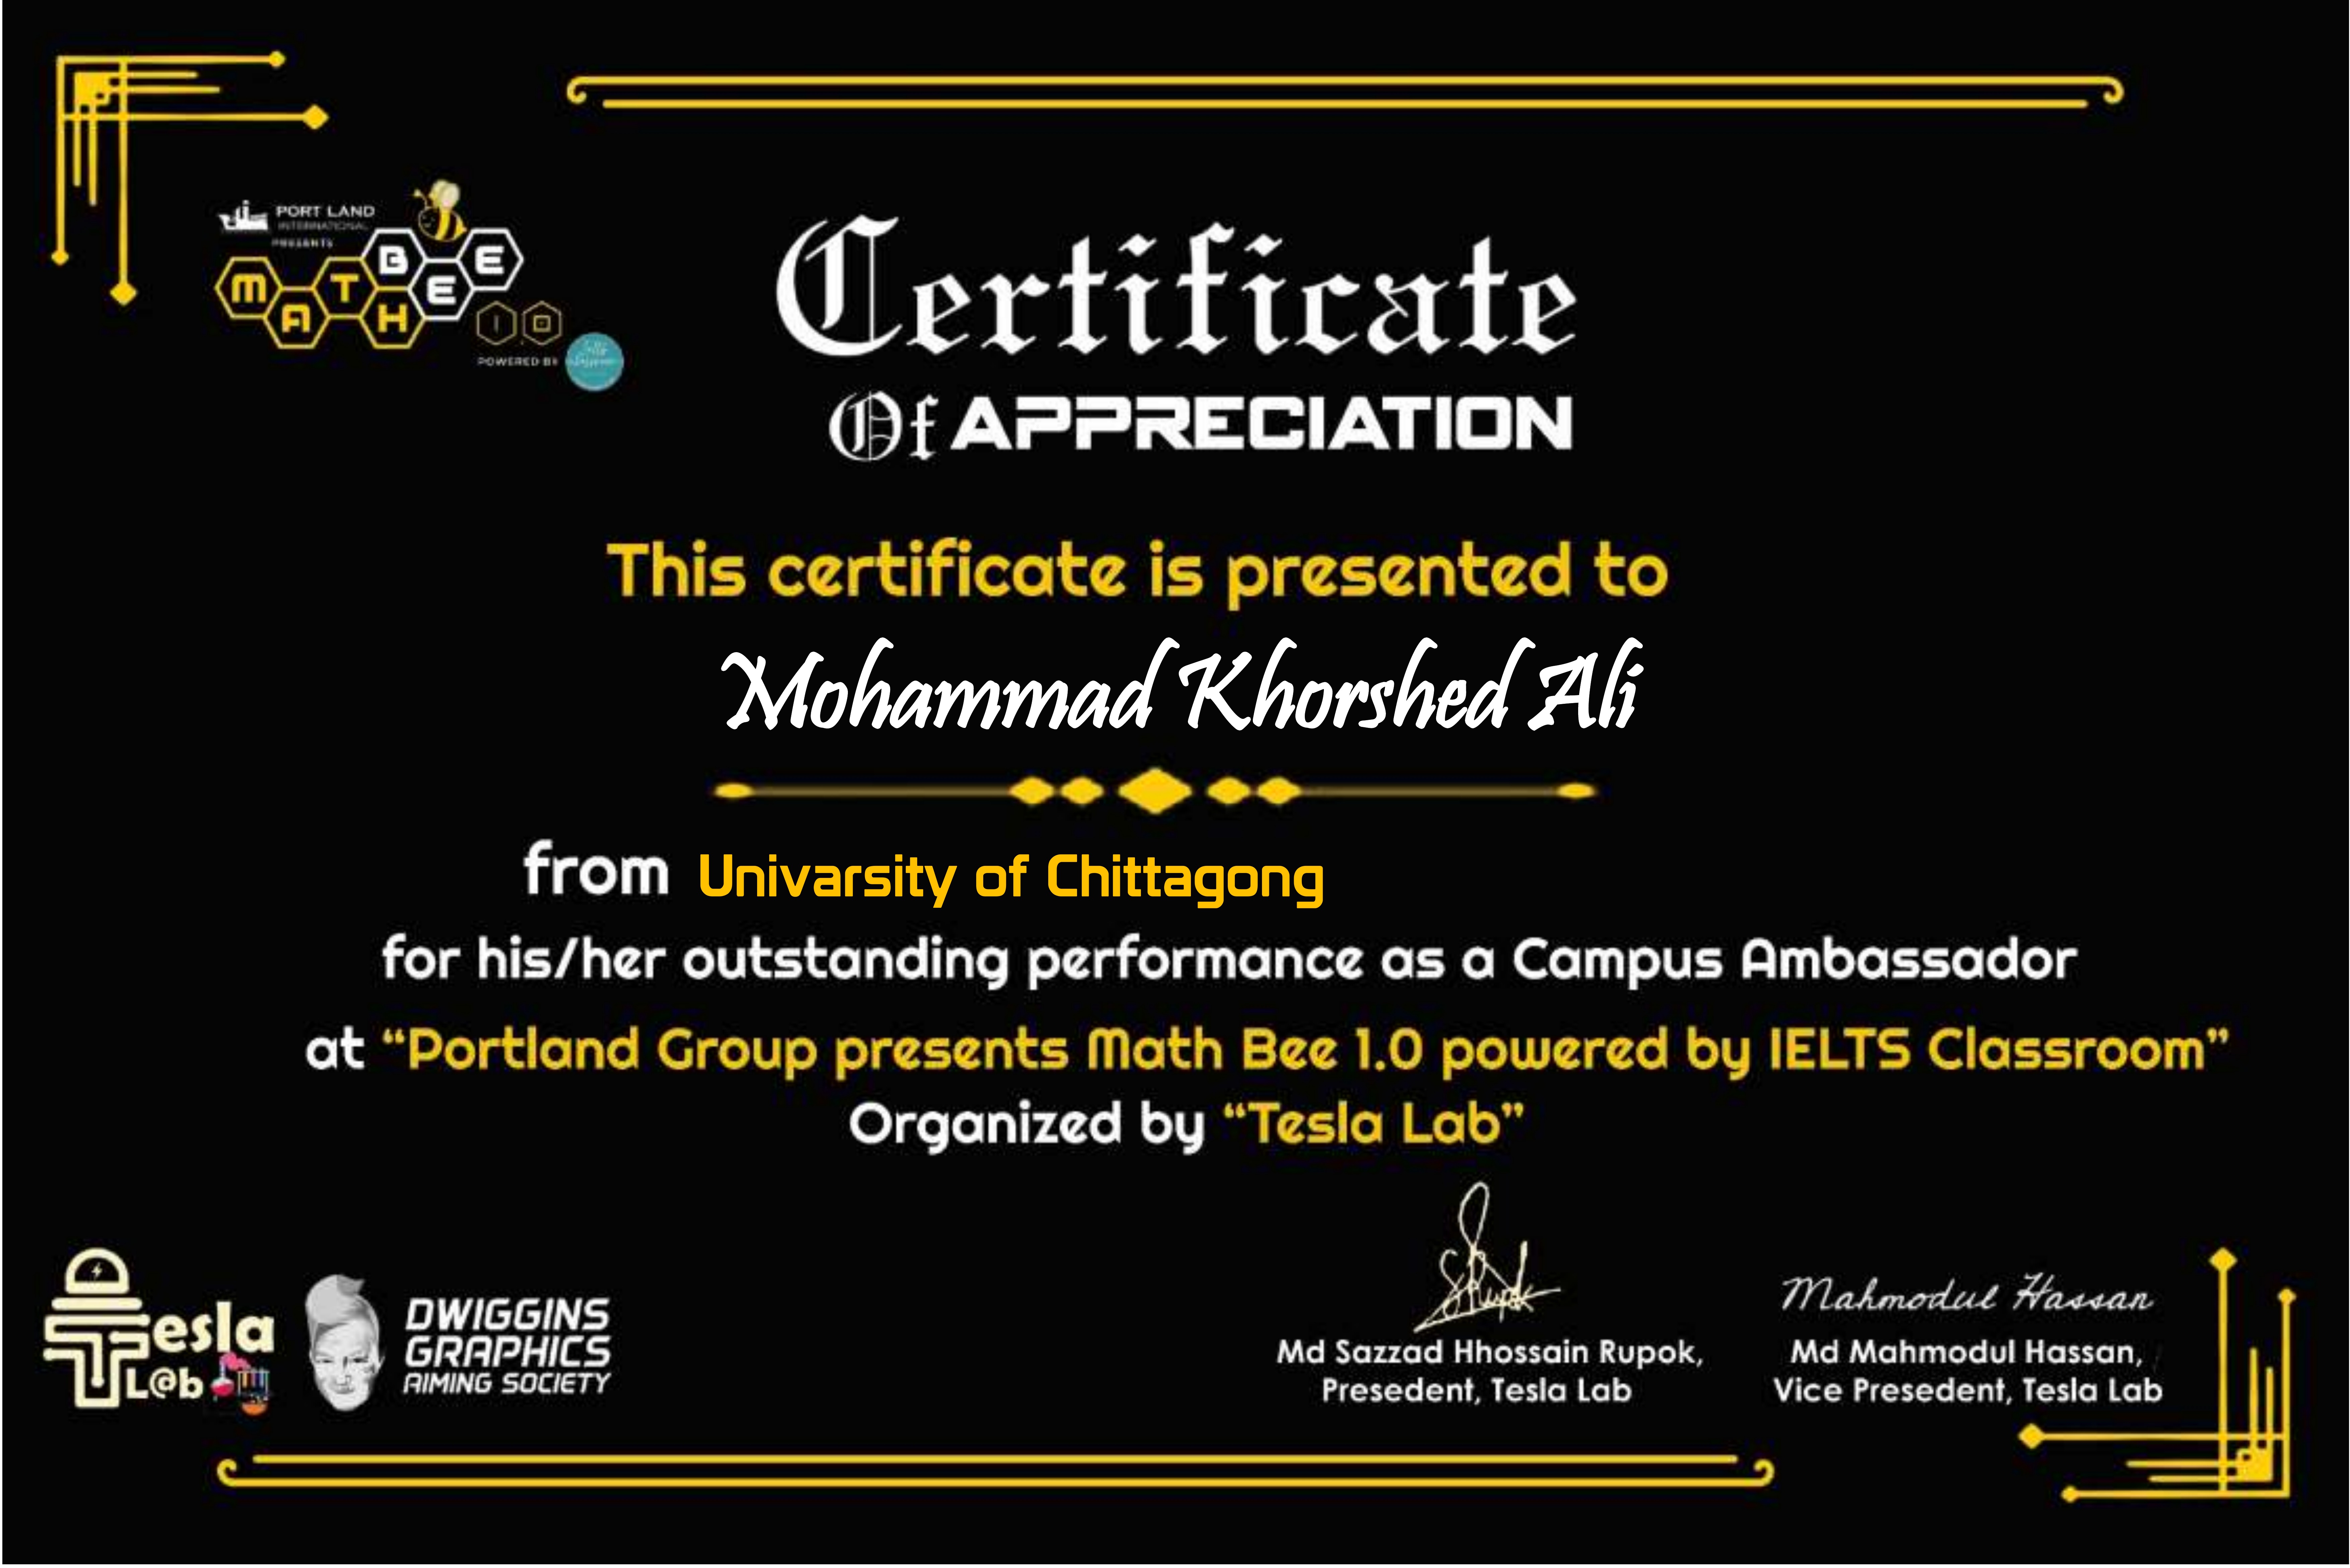 PORT LAND
INTERNATIONAL
PRESENTS
MATH BEE
1.0
POWERED BY
Certificate
Of APPRECIATION
This certificate is presented to
Mohammad Khorshed Ali
from Univarsity of Chittagong
for his/her outstanding performance as a Campus Ambassador
at “Portland Group presents Math Bee 1.0 powered by IELTS Classroom”
Organized by “Tesla Lab”
Tesla
L@b
DWIGGINS
GRAPHICS
AIMING SOCIETY
Mahmodul Hassan
Md Sazzad Hhossain Rupok,
Presedent, Tesla Lab
Md Mahmodul Hassan,
Vice Presedent, Tesla Lab